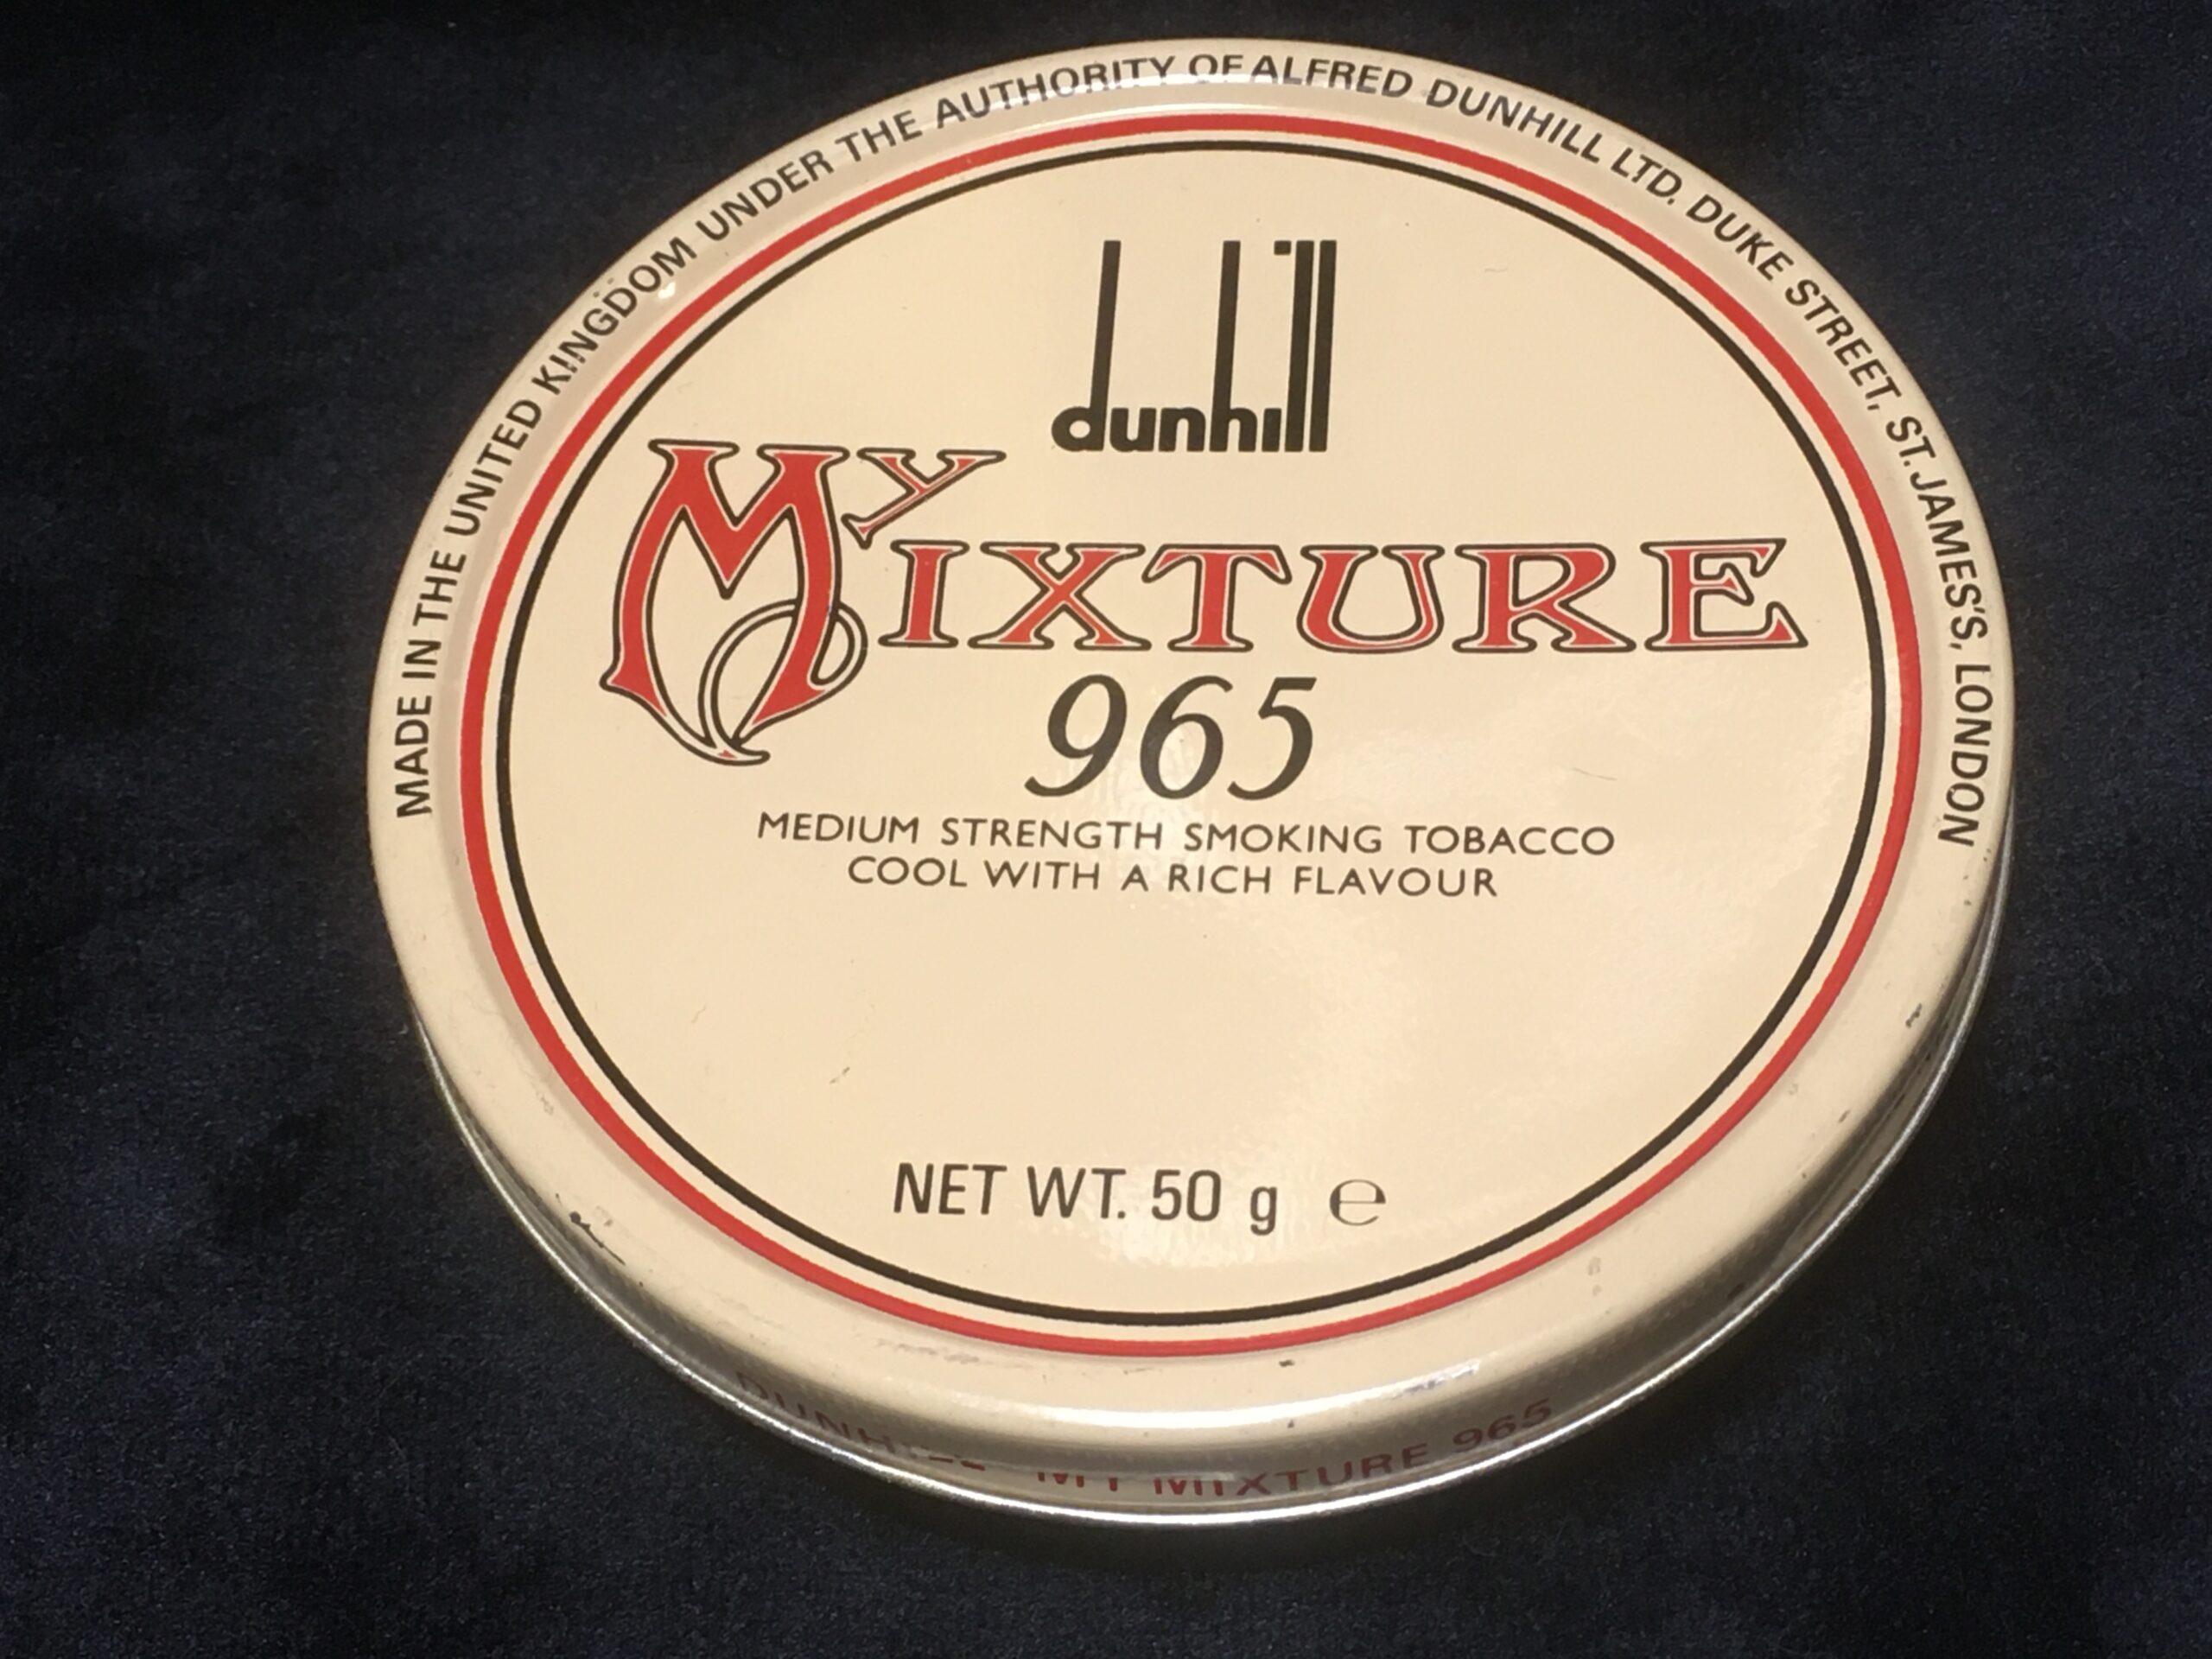 MADE IN THE UNITED KINGDOM UNDER THE AUTHORITY OF ALFRED DUNHILL LTD. DUKE STREET, ST. JAMES'S, LONDON
dunhill
MY
MIXTURE
965
MEDIUM STRENGTH SMOKING TOBACCO
COOL WITH A RICH FLAVOUR
NET WT. 50 g ℮
DUNHILL MY MIXTURE 965